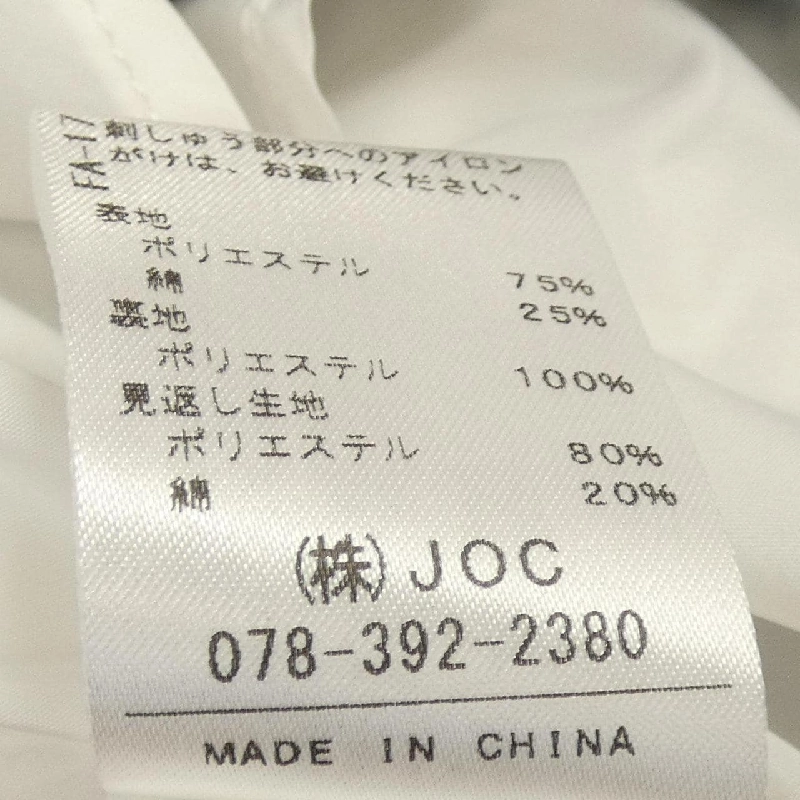 FA-17
刺しゅう部分へのアイロン
がけは、お避けください。
表地
ポリエステル 75%
綿 25%
裏地
ポリエステル 100%
見返し生地
ポリエステル 80%
綿 20%
(株)JOC
078-392-2380
MADE IN CHINA